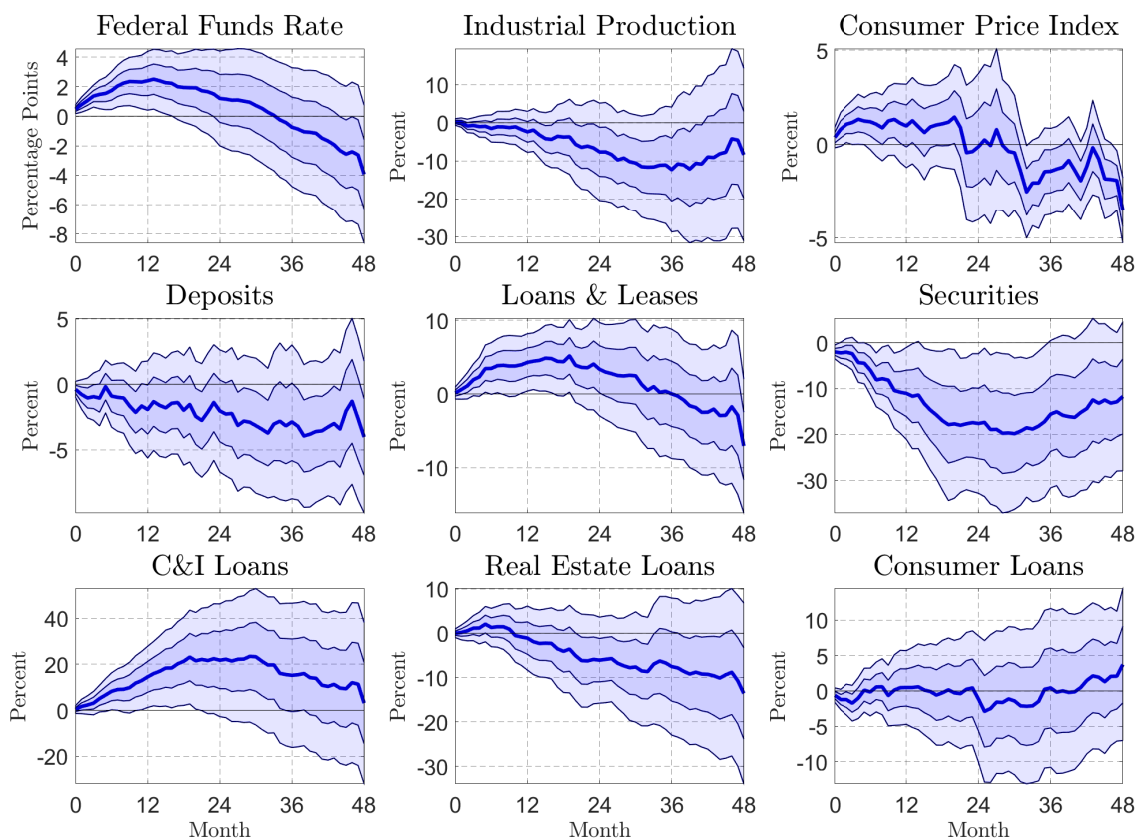 Federal Funds Rate
Percentage Points
4
2
0
-2
-4
-6
-8
0 12 24 36 48
Industrial Production
Percent
10
0
-10
-20
-30
0 12 24 36 48
Consumer Price Index
Percent
5
0
-5
0 12 24 36 48
Deposits
Percent
5
0
-5
0 12 24 36 48
Loans & Leases
Percent
10
0
-10
0 12 24 36 48
Securities
Percent
0
-10
-20
-30
0 12 24 36 48
C&I Loans
Percent
40
20
0
-20
0 12 24 36 48
Month
Real Estate Loans
Percent
10
0
-10
-20
-30
0 12 24 36 48
Month
Consumer Loans
Percent
10
5
0
-5
-10
0 12 24 36 48
Month